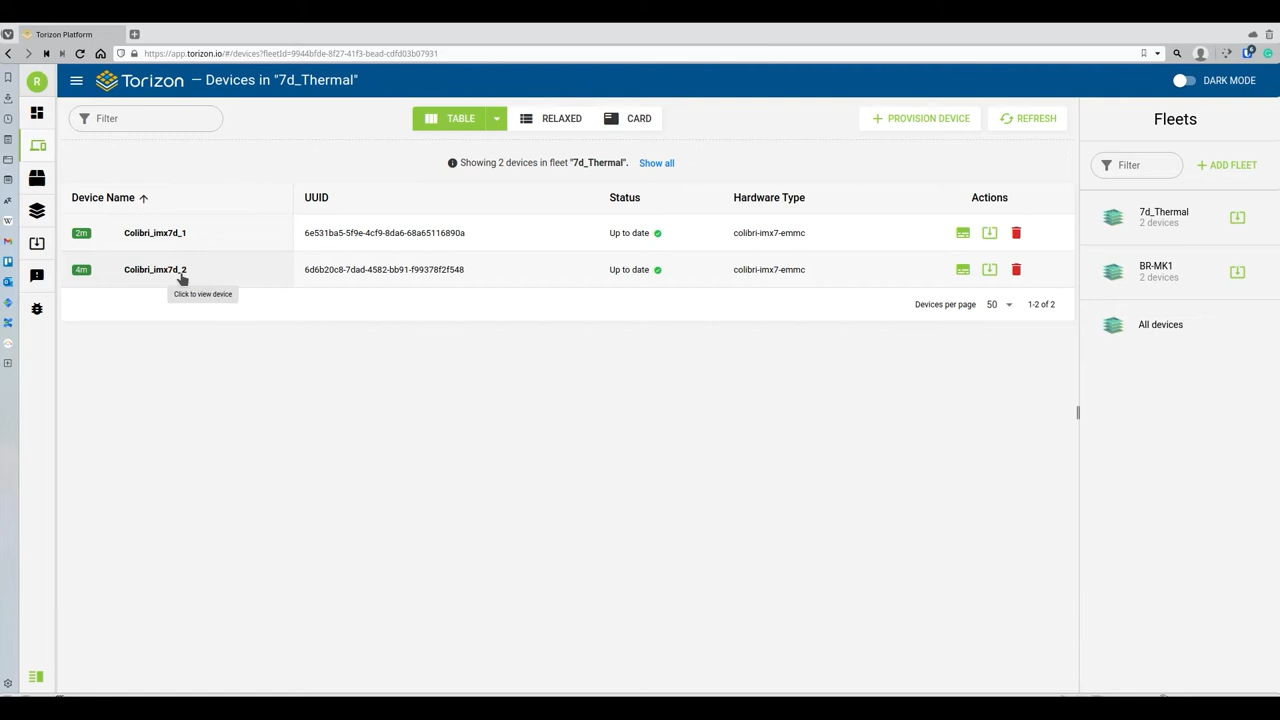 Torizon Platform
https://app.torizon.io/#/devices?fleetId=9944bfde-8f27-41f3-bead-cdfd03b07931
6
R
Torizon — Devices in "7d_Thermal"
DARK MODE
Filter
TABLE
RELAXED
CARD
PROVISION DEVICE
REFRESH
Showing 2 devices in fleet "7d_Thermal". Show all
Device Name
UUID
Status
Hardware Type
Actions
2m Colibri_imx7d_1 6e531ba5-5f9e-4cf9-8da6-68a65116890a Up to date colibri-imx7-emmc
4m Colibri_imx7d_2 6d6b20c8-7dad-4582-bb91-f99378f2f548 Up to date colibri-imx7-emmc
Click to view device
Devices per page 50 1-2 of 2
Fleets
Filter
ADD FLEET
7d_Thermal
2 devices
BR-MK1
2 devices
All devices